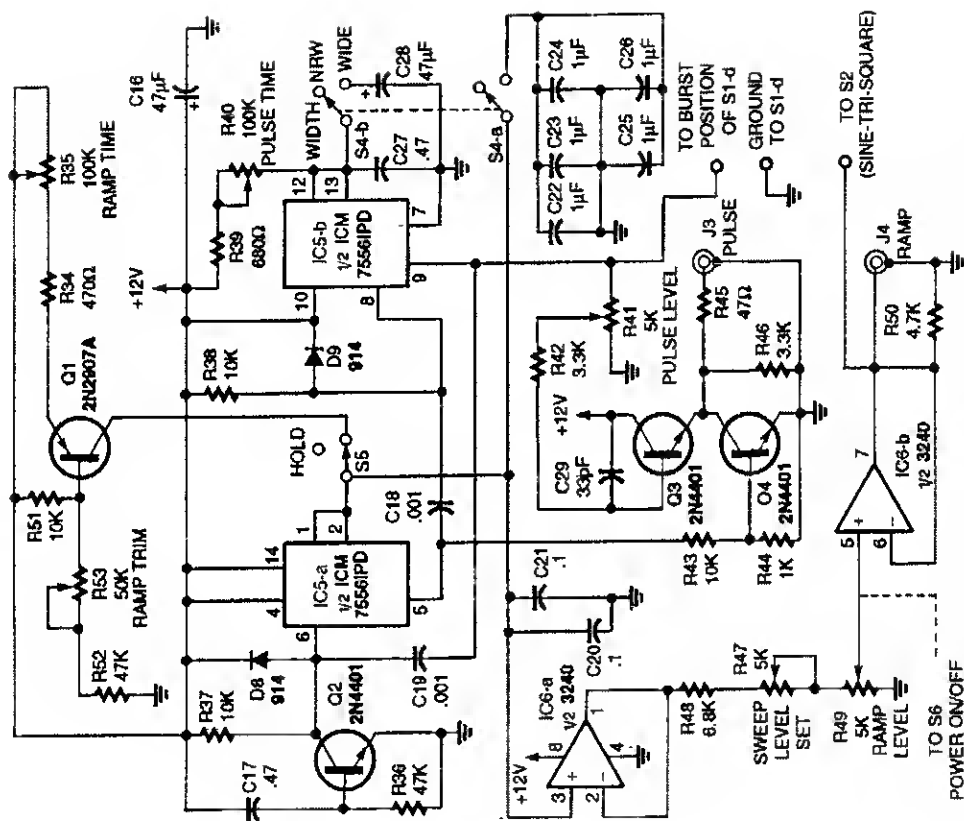 C16
47µF
+
R35
100K
RAMP TIME
R34
470Ω
+12V
Q1
2N2907A
R51
10K
R53
50K
RAMP TRIM
R52
47K
R39
680Ω
R40
100K
PULSE TIME
WIDTH
NRW
WIDE
S4-b
C28
47µF
+
C27
.47
12
13
IC5-b
1/2 ICM
7556IPD
10
8
9
7
R38
10K
D9
914
HOLD
S5
C18
.001
1
2
14
4
IC5-a
1/2 ICM
7556IPD
6
5
D8
914
R37
10K
Q2
2N4401
C19
.001
C17
.47
R36
47K
S4-a
C24
1µF
C26
1µF
C23
1µF
C25
1µF
C22
1µF
TO BURST
POSITION
OF S1-d
GROUND
TO S1-d
R41
5K
PULSE LEVEL
R42
3.3K
+12V
C29
33pF
Q3
2N4401
O4
2N4401
R43
10K
R44
1K
R45
47Ω
R46
3.3K
J3
PULSE
C21
.1
C20
.1
IC6-a
1/2 3240
+12V
8
3
+
2
−
1
4
R48
6.8K
R47
5K
SWEEP
LEVEL
SET
R49
5K
RAMP
LEVEL
TO S6
POWER ON/OFF
5
+
6
-
7
IC6-b
1/2 3240
R50
4.7K
J4
RAMP
TO S2
(SINE-TRI-SQUARE)